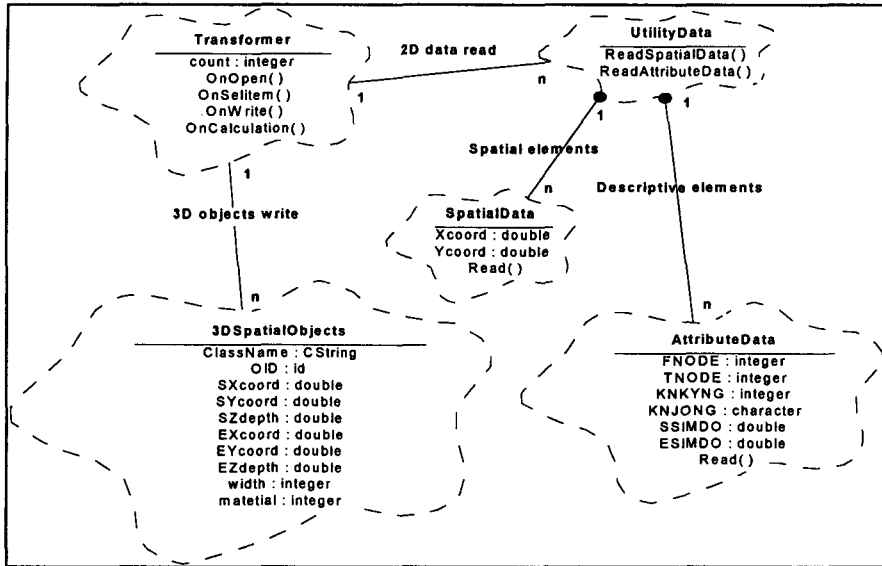 Transformer
count : integer
OnOpen()
OnSelitem()
OnWrite()
OnCalculation()
1
2D data read
n
UtilityData
ReadSpatialData()
ReadAttributeData()
1
1
1
3D objects write
n
Spatial elements
n
Descriptive elements
n
SpatialData
Xcoord : double
Ycoord : double
Read()
3DSpatialObjects
ClassName : CString
OID : id
SXcoord : double
SYcoord : double
SZdepth : double
EXcoord : double
EYcoord : double
EZdepth : double
width : integer
matetial : integer
AttributeData
FNODE : integer
TNODE : integer
KNKYNG : integer
KNJONG : character
SSIMDO : double
ESIMDO : double
Read()